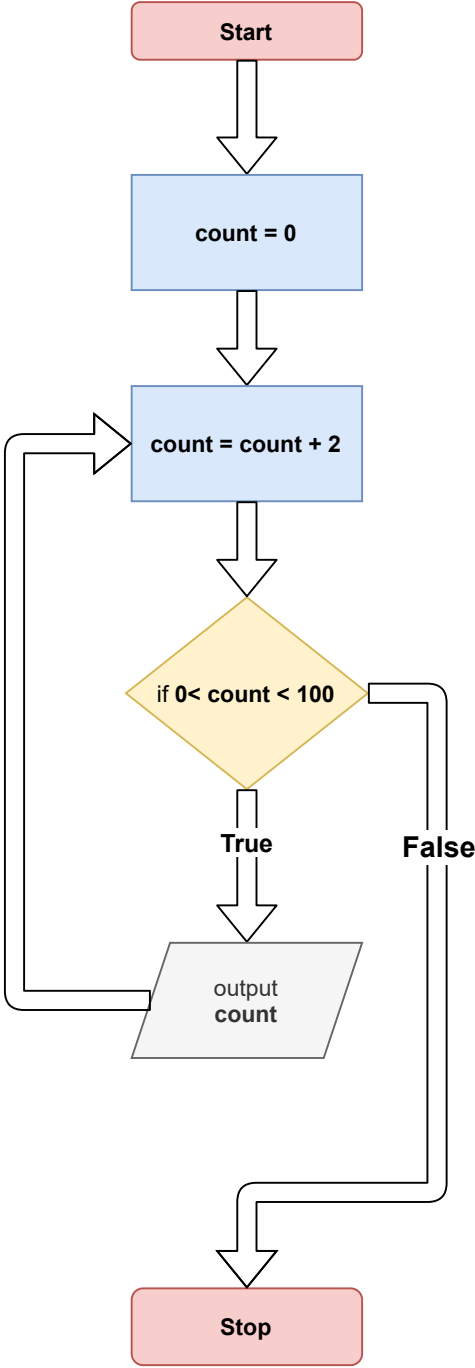 Start
count = 0
count = count + 2
if 0< count < 100
True
False
output
count
Stop